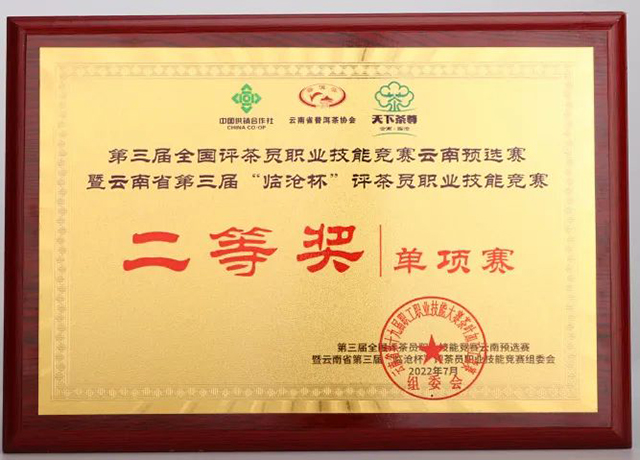 中国供销合作社
CHINA CO-OP
云南省普洱茶协会
天下茶尊
第三届全国评茶员职业技能竞赛云南预选赛
暨云南省第三届“临沧杯”评茶员职业技能竞赛
二等奖
单项赛
第三届全国评茶员职业技能竞赛云南预选赛
暨云南省第三届“临沧杯”评茶员职业技能竞赛组委会
2022年7月
组委会